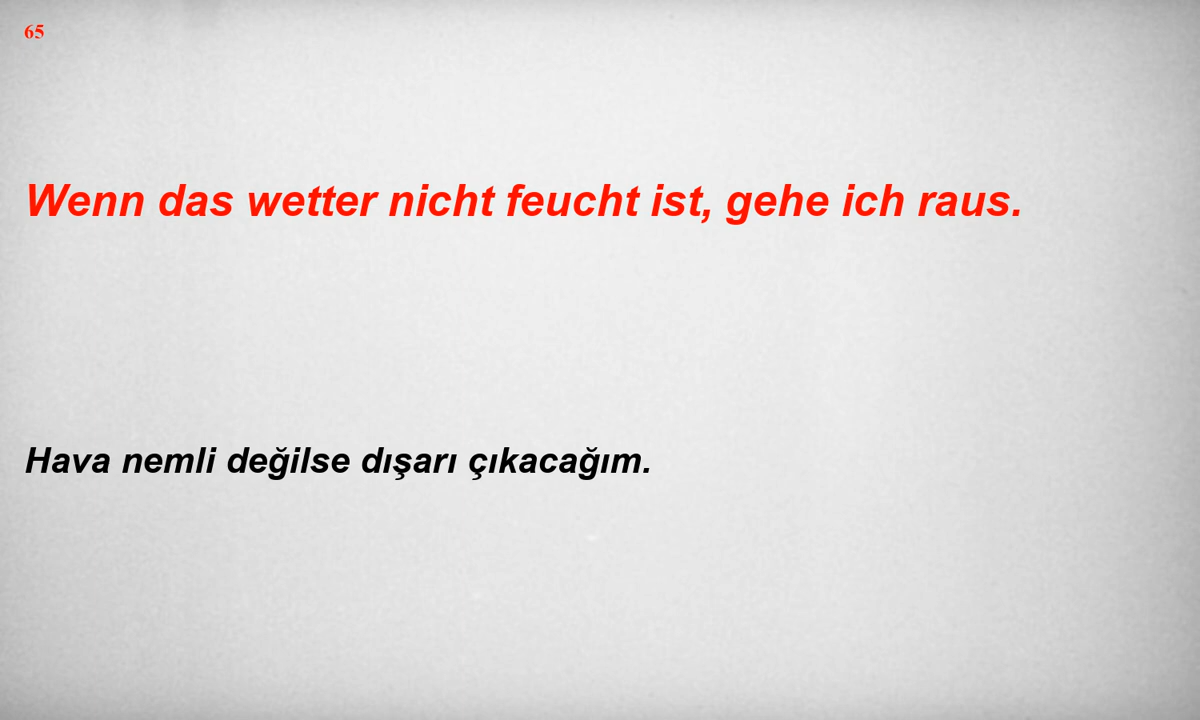 65
Wenn das wetter nicht feucht ist, gehe ich raus.
Hava nemli değilse dışarı çıkacağım.